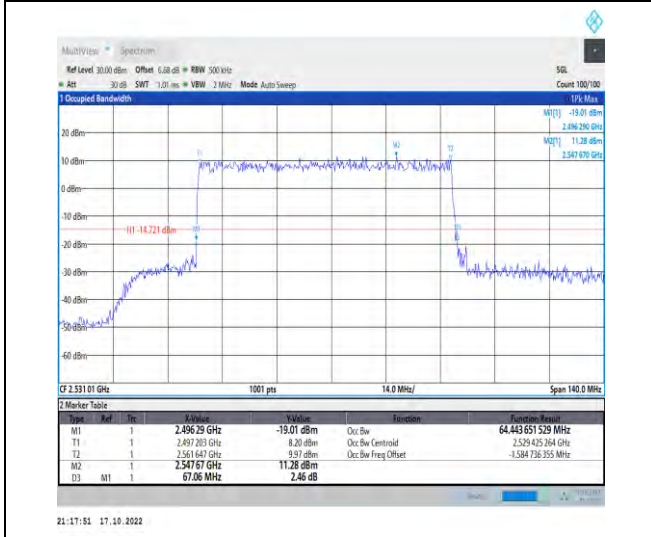 MultiView Spectrum
Ref Level 30.00 dBm Offset 6.68 dB RBW 500 kHz SGL
Att 30 dB SWT 1.01 ms VBW 2 MHz Mode Auto Sweep Count 100/100
1 Occupied Bandwidth 1Pk Max
M1[1] -19.01 dBm
2.496 290 GHz
M2[1] 11.28 dBm
2.547 670 GHz
20 dBm
T1 M2 T2
10 dBm
0 dBm
-10 dBm
H1 -14.721 dBm
-20 dBm
-30 dBm
-40 dBm
-50 dBm
-60 dBm
CF 2.531 01 GHz 1001 pts 14.0 MHz/ Span 140.0 MHz
2 Marker Table
Type Ref Trc X-Value Y-Value Function Function Result
M1 1 2.496 29 GHz -19.01 dBm Occ Bw 64.443 651 529 MHz
T1 1 2.497 203 GHz 8.20 dBm Occ Bw Centroid 2.529 425 264 GHz
T2 1 2.561 647 GHz 9.97 dBm Occ Bw Freq Offset -1.584 736 355 MHz
M2 1 2.547 67 GHz 11.28 dBm
D3 M1 1 67.06 MHz 2.46 dB
21:17:51 17.10.2022